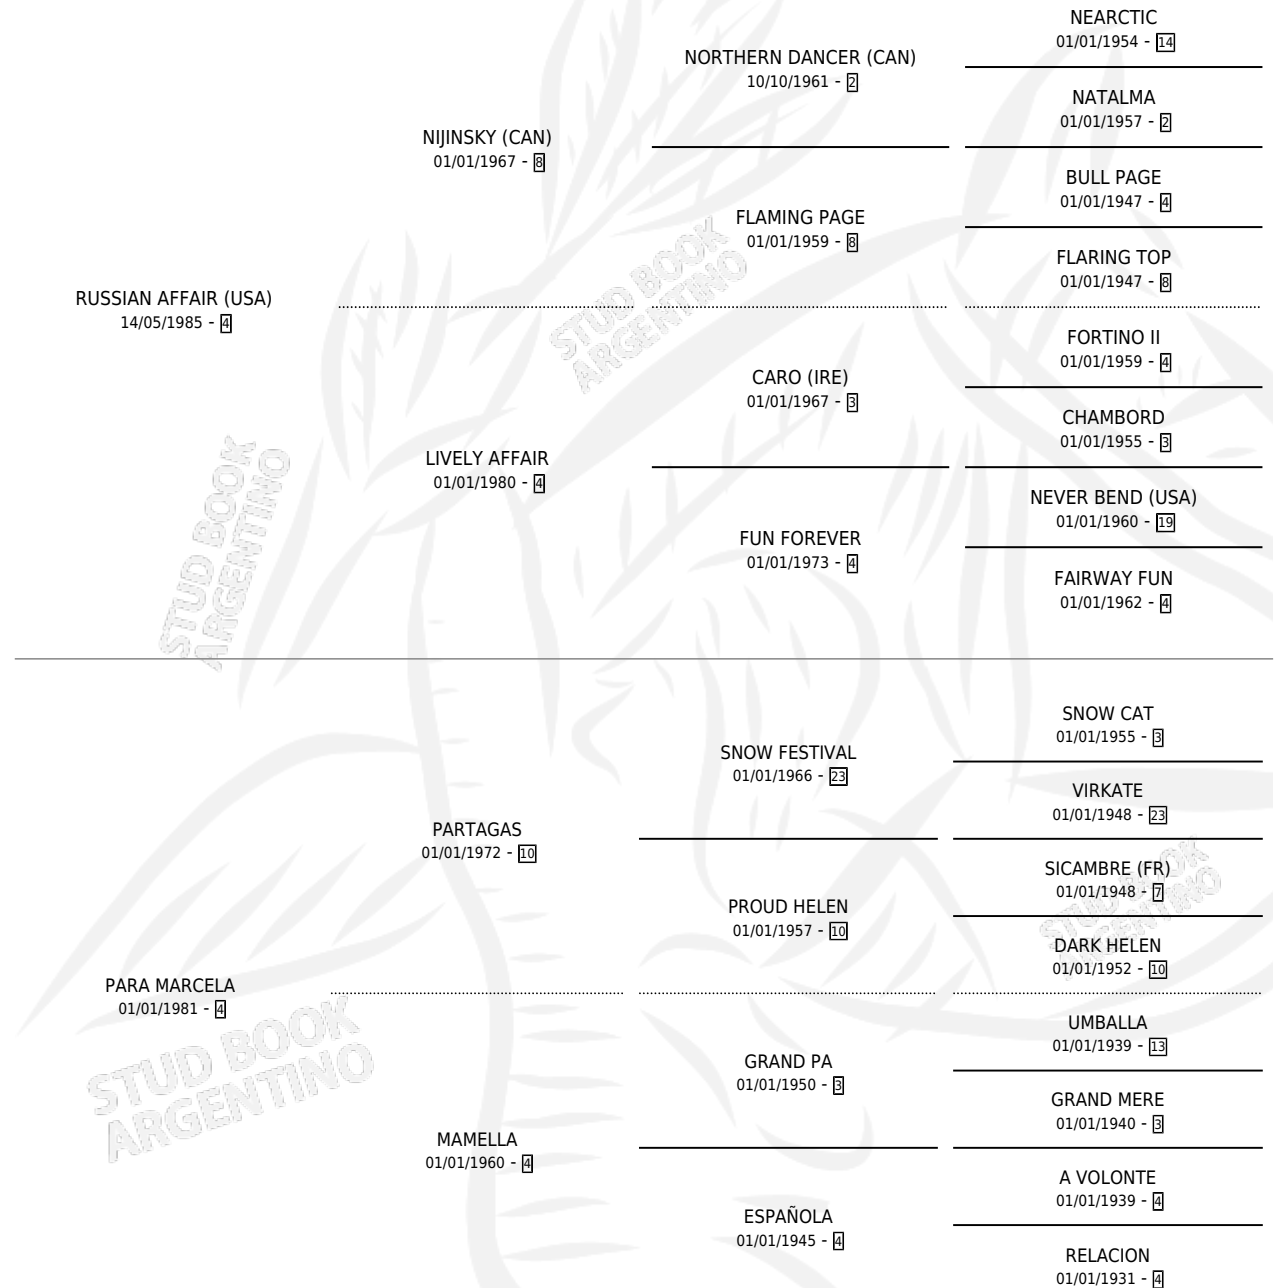 NEARCTIC
01/01/1954 - 14
NORTHERN DANCER (CAN)
10/10/1961 - 2
NATALMA
01/01/1957 - 2
NIJINSKY (CAN)
01/01/1967 - 8
BULL PAGE
01/01/1947 - 4
FLAMING PAGE
01/01/1959 - 8
FLARING TOP
01/01/1947 - 8
RUSSIAN AFFAIR (USA)
14/05/1985 - 4
FORTINO II
01/01/1959 - 4
CARO (IRE)
01/01/1967 - 3
CHAMBORD
01/01/1955 - 3
LIVELY AFFAIR
01/01/1980 - 4
NEVER BEND (USA)
01/01/1960 - 19
FUN FOREVER
01/01/1973 - 4
FAIRWAY FUN
01/01/1962 - 4
SNOW CAT
01/01/1955 - 3
SNOW FESTIVAL
01/01/1966 - 23
VIRKATE
01/01/1948 - 23
PARTAGAS
01/01/1972 - 10
SICAMBRE (FR)
01/01/1948 - 7
PROUD HELEN
01/01/1957 - 10
DARK HELEN
01/01/1952 - 10
PARA MARCELA
01/01/1981 - 4
UMBALLA
01/01/1939 - 13
GRAND PA
01/01/1950 - 3
GRAND MERE
01/01/1940 - 3
MAMELLA
01/01/1960 - 4
A VOLONTE
01/01/1939 - 4
ESPAÑOLA
01/01/1945 - 4
RELACION
01/01/1931 - 4
STUD BOOK
ARGENTINO
STUD BOOK
ARGENTINO
STUD BOOK
ARGENTINO
STUD BOOK
ARGENTINO